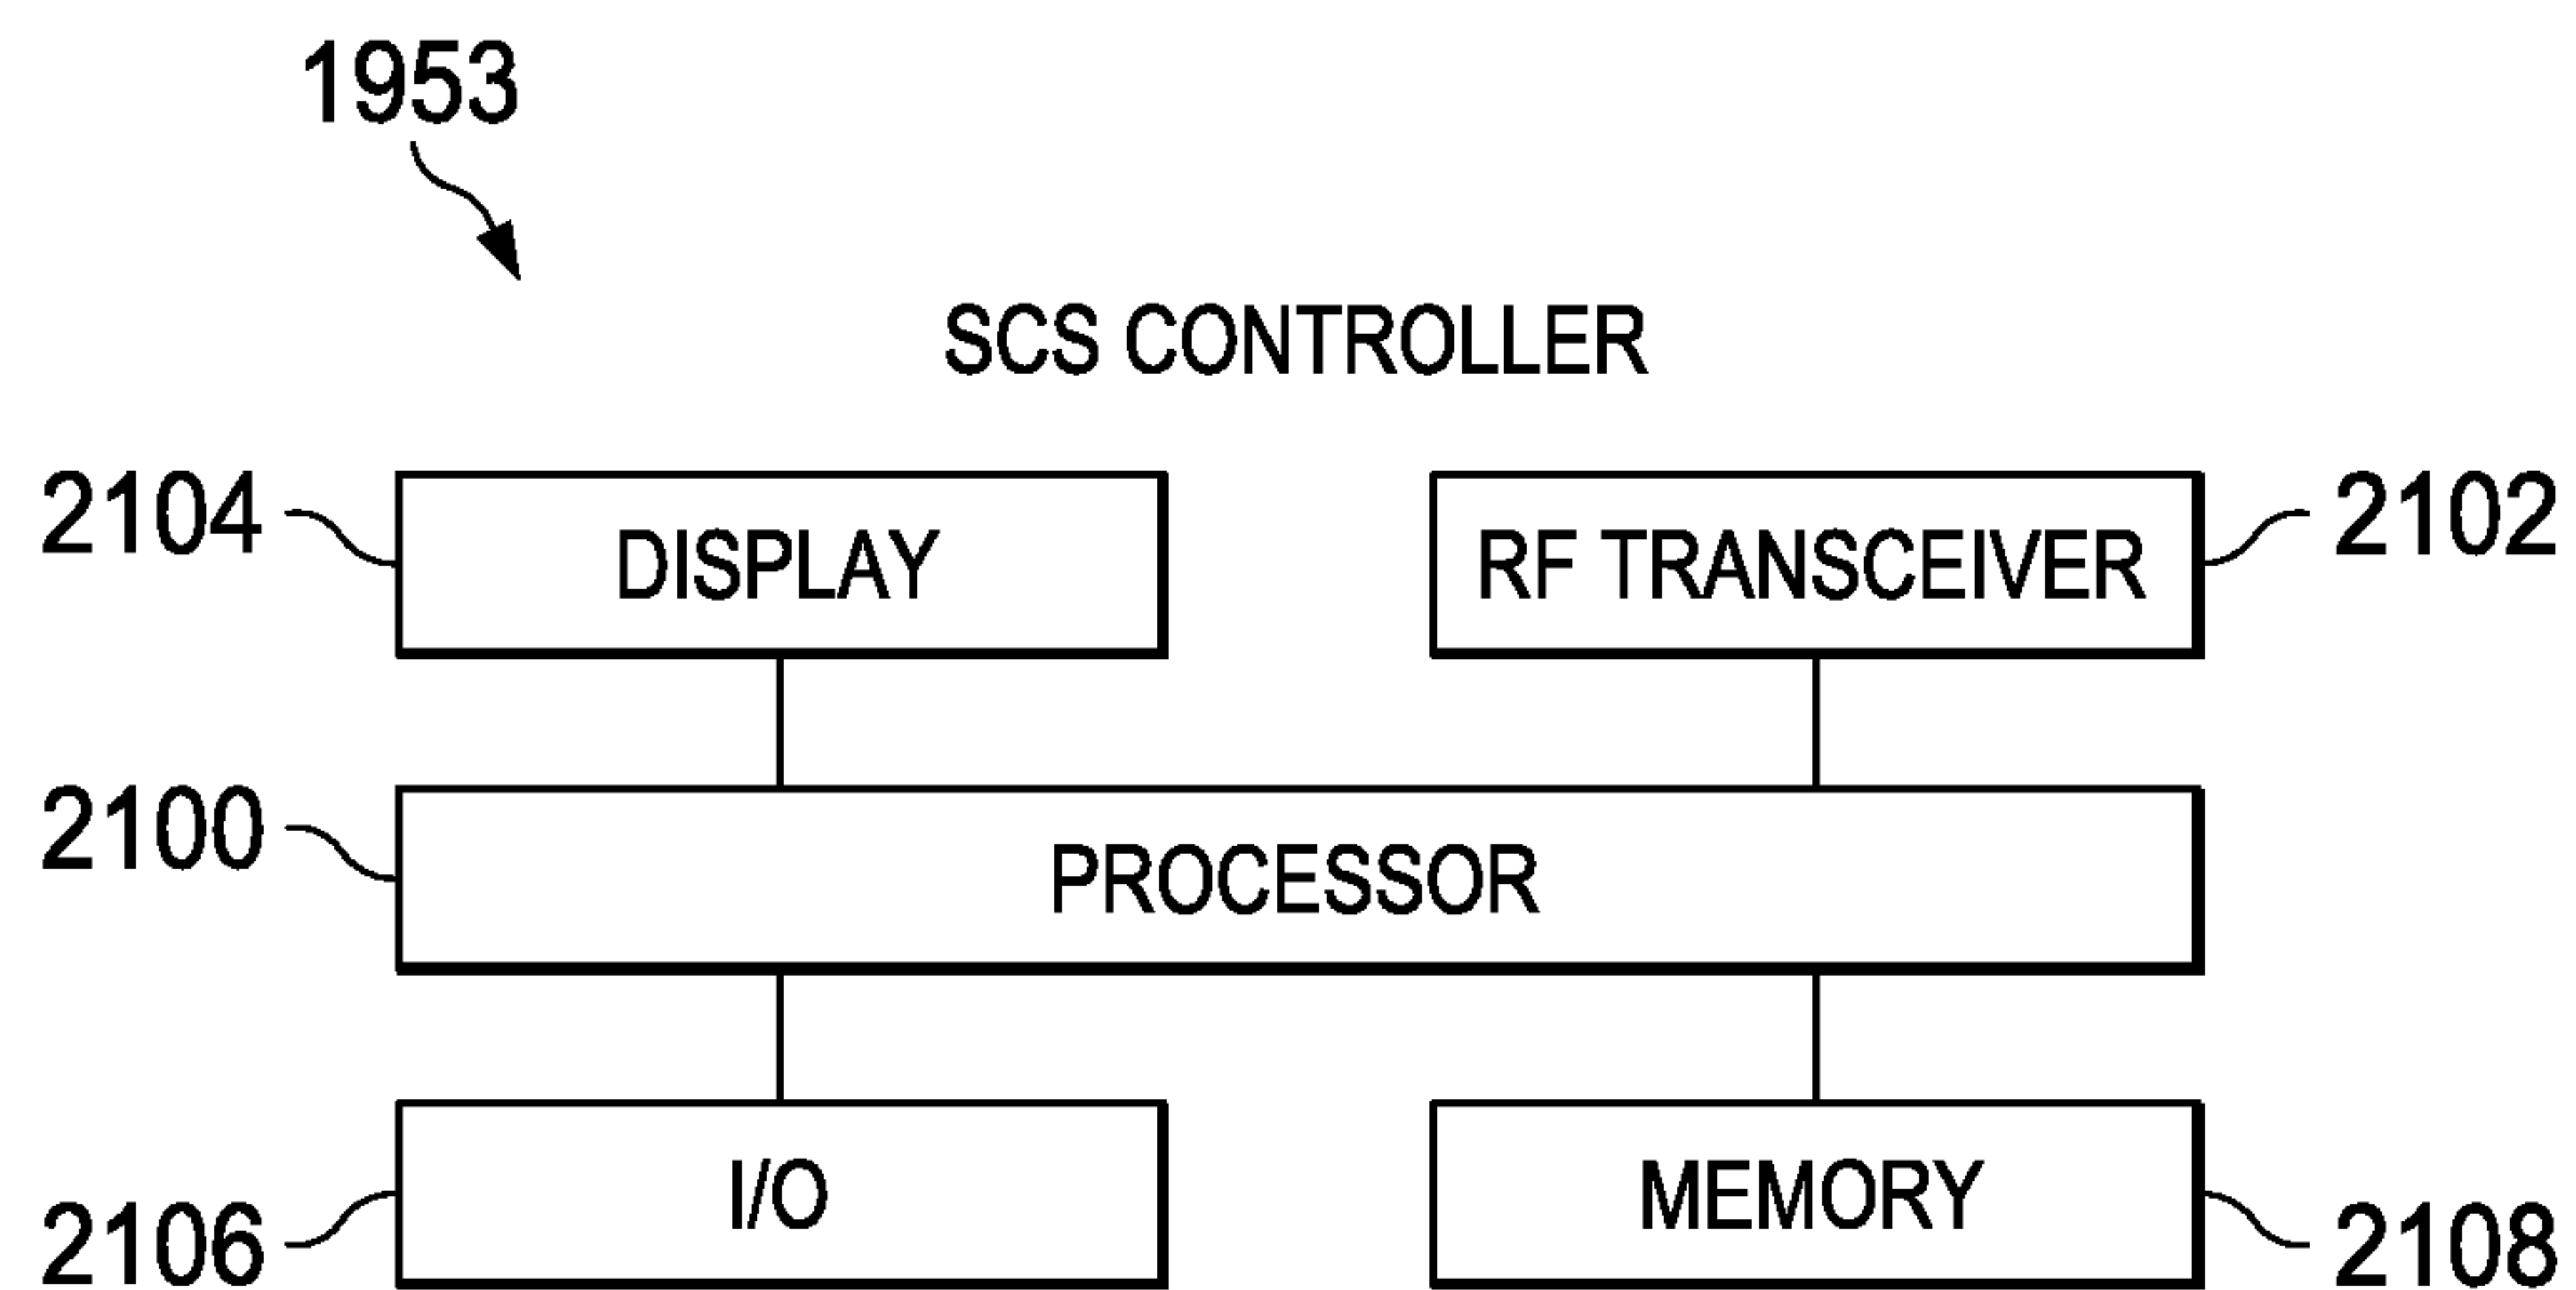 1953
SCS CONTROLLER
2104 DISPLAY RF TRANSCEIVER 2102
2100 PROCESSOR
2106 I/O MEMORY 2108